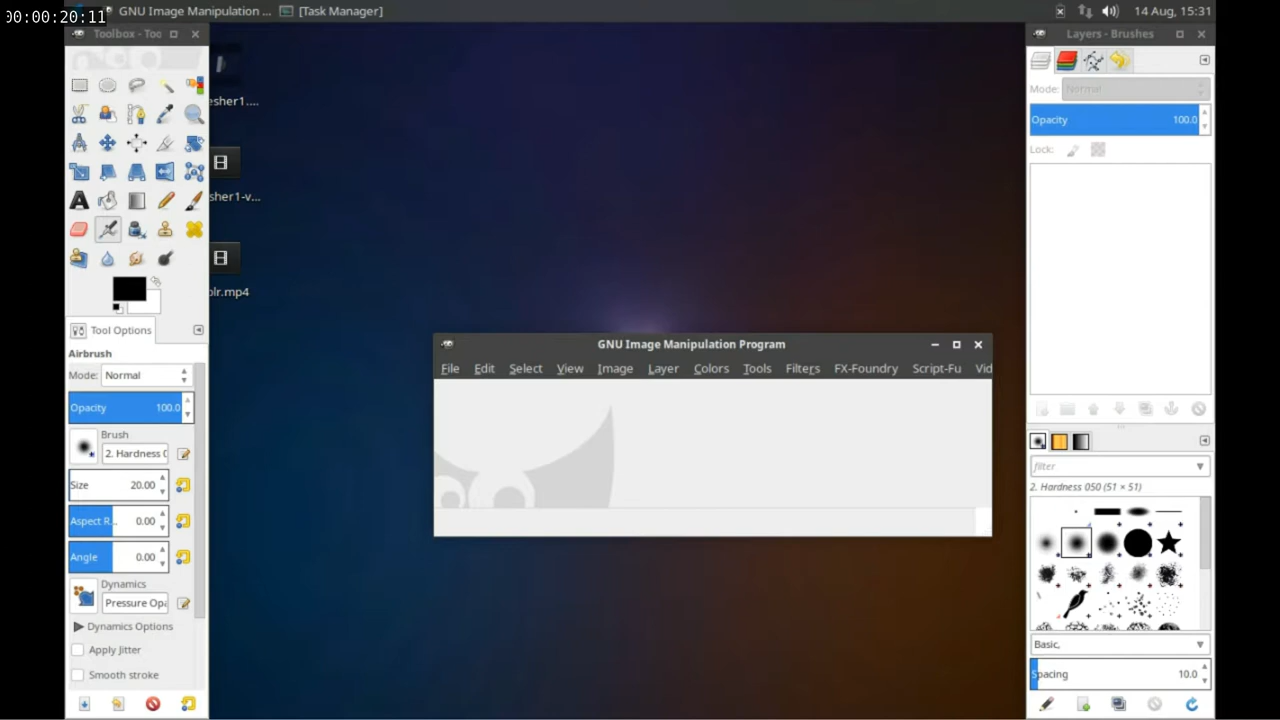 00:00:20:11
GNU Image Manipulation ...
[Task Manager]
14 Aug, 15:31
Toolbox - Too
Layers - Brushes
esher1....
sher1-v...
olr.mp4
Tool Options
Airbrush
Mode: Normal
Opacity 100.0
Brush
2. Hardness 0
Size 20.00
Aspect R... 0.00
Angle 0.00
Dynamics
Pressure Opa
Dynamics Options
Apply Jitter
Smooth stroke
GNU Image Manipulation Program
File Edit Select View Image Layer Colors Tools Filters FX-Foundry Script-Fu Vid
Mode: Normal
Opacity 100.0
Lock:
filter
2. Hardness 050 (51 × 51)
Basic,
Spacing 10.0